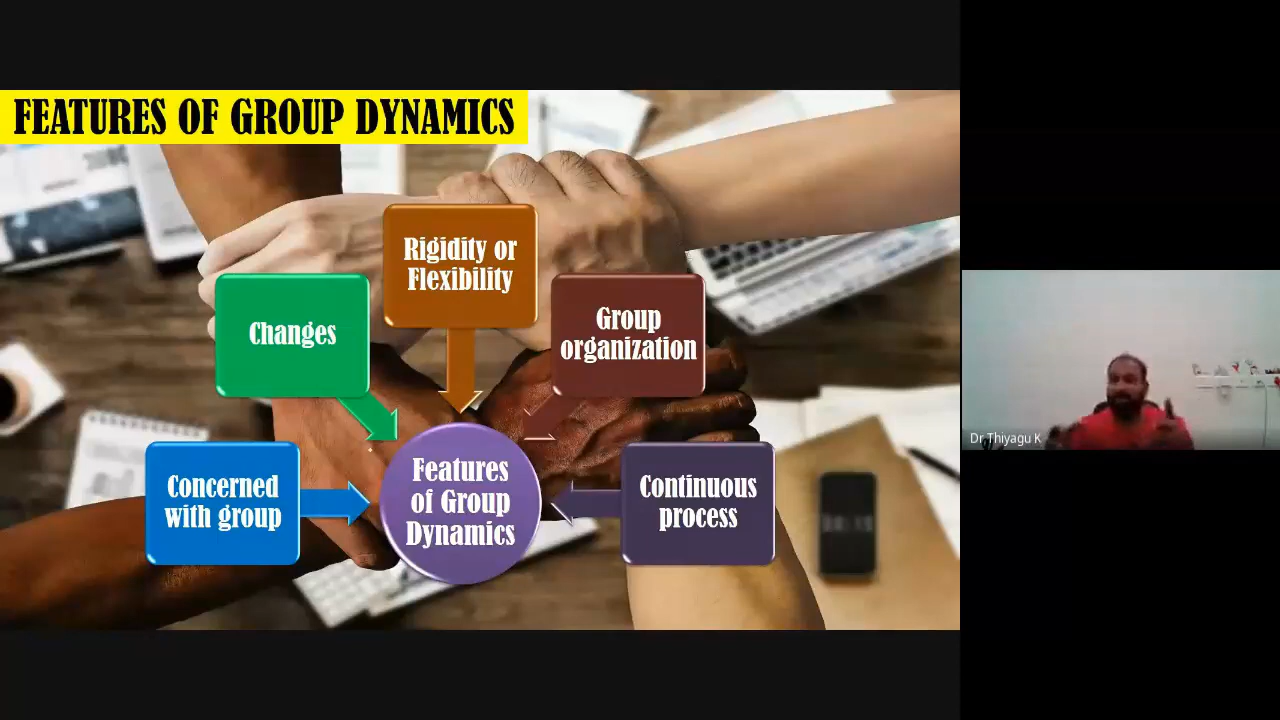 FEATURES OF GROUP DYNAMICS
Rigidity or
Flexibility
Changes
Group
organization
Concerned
with group
Features
of Group
Dynamics
Continuous
process
Dr Thiyagu K